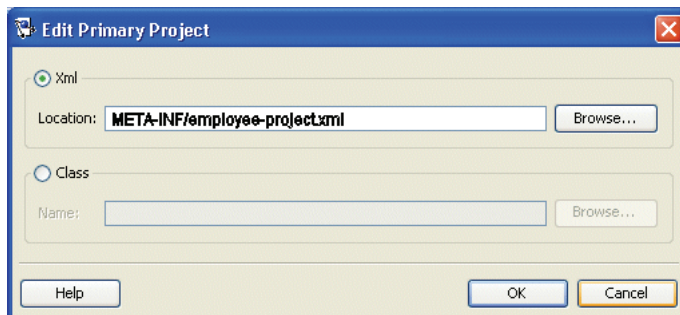 Edit Primary Project
Xml
Location: META-INF/employee-project.xml Browse...
Class
Name: Browse...
Help OK Cancel